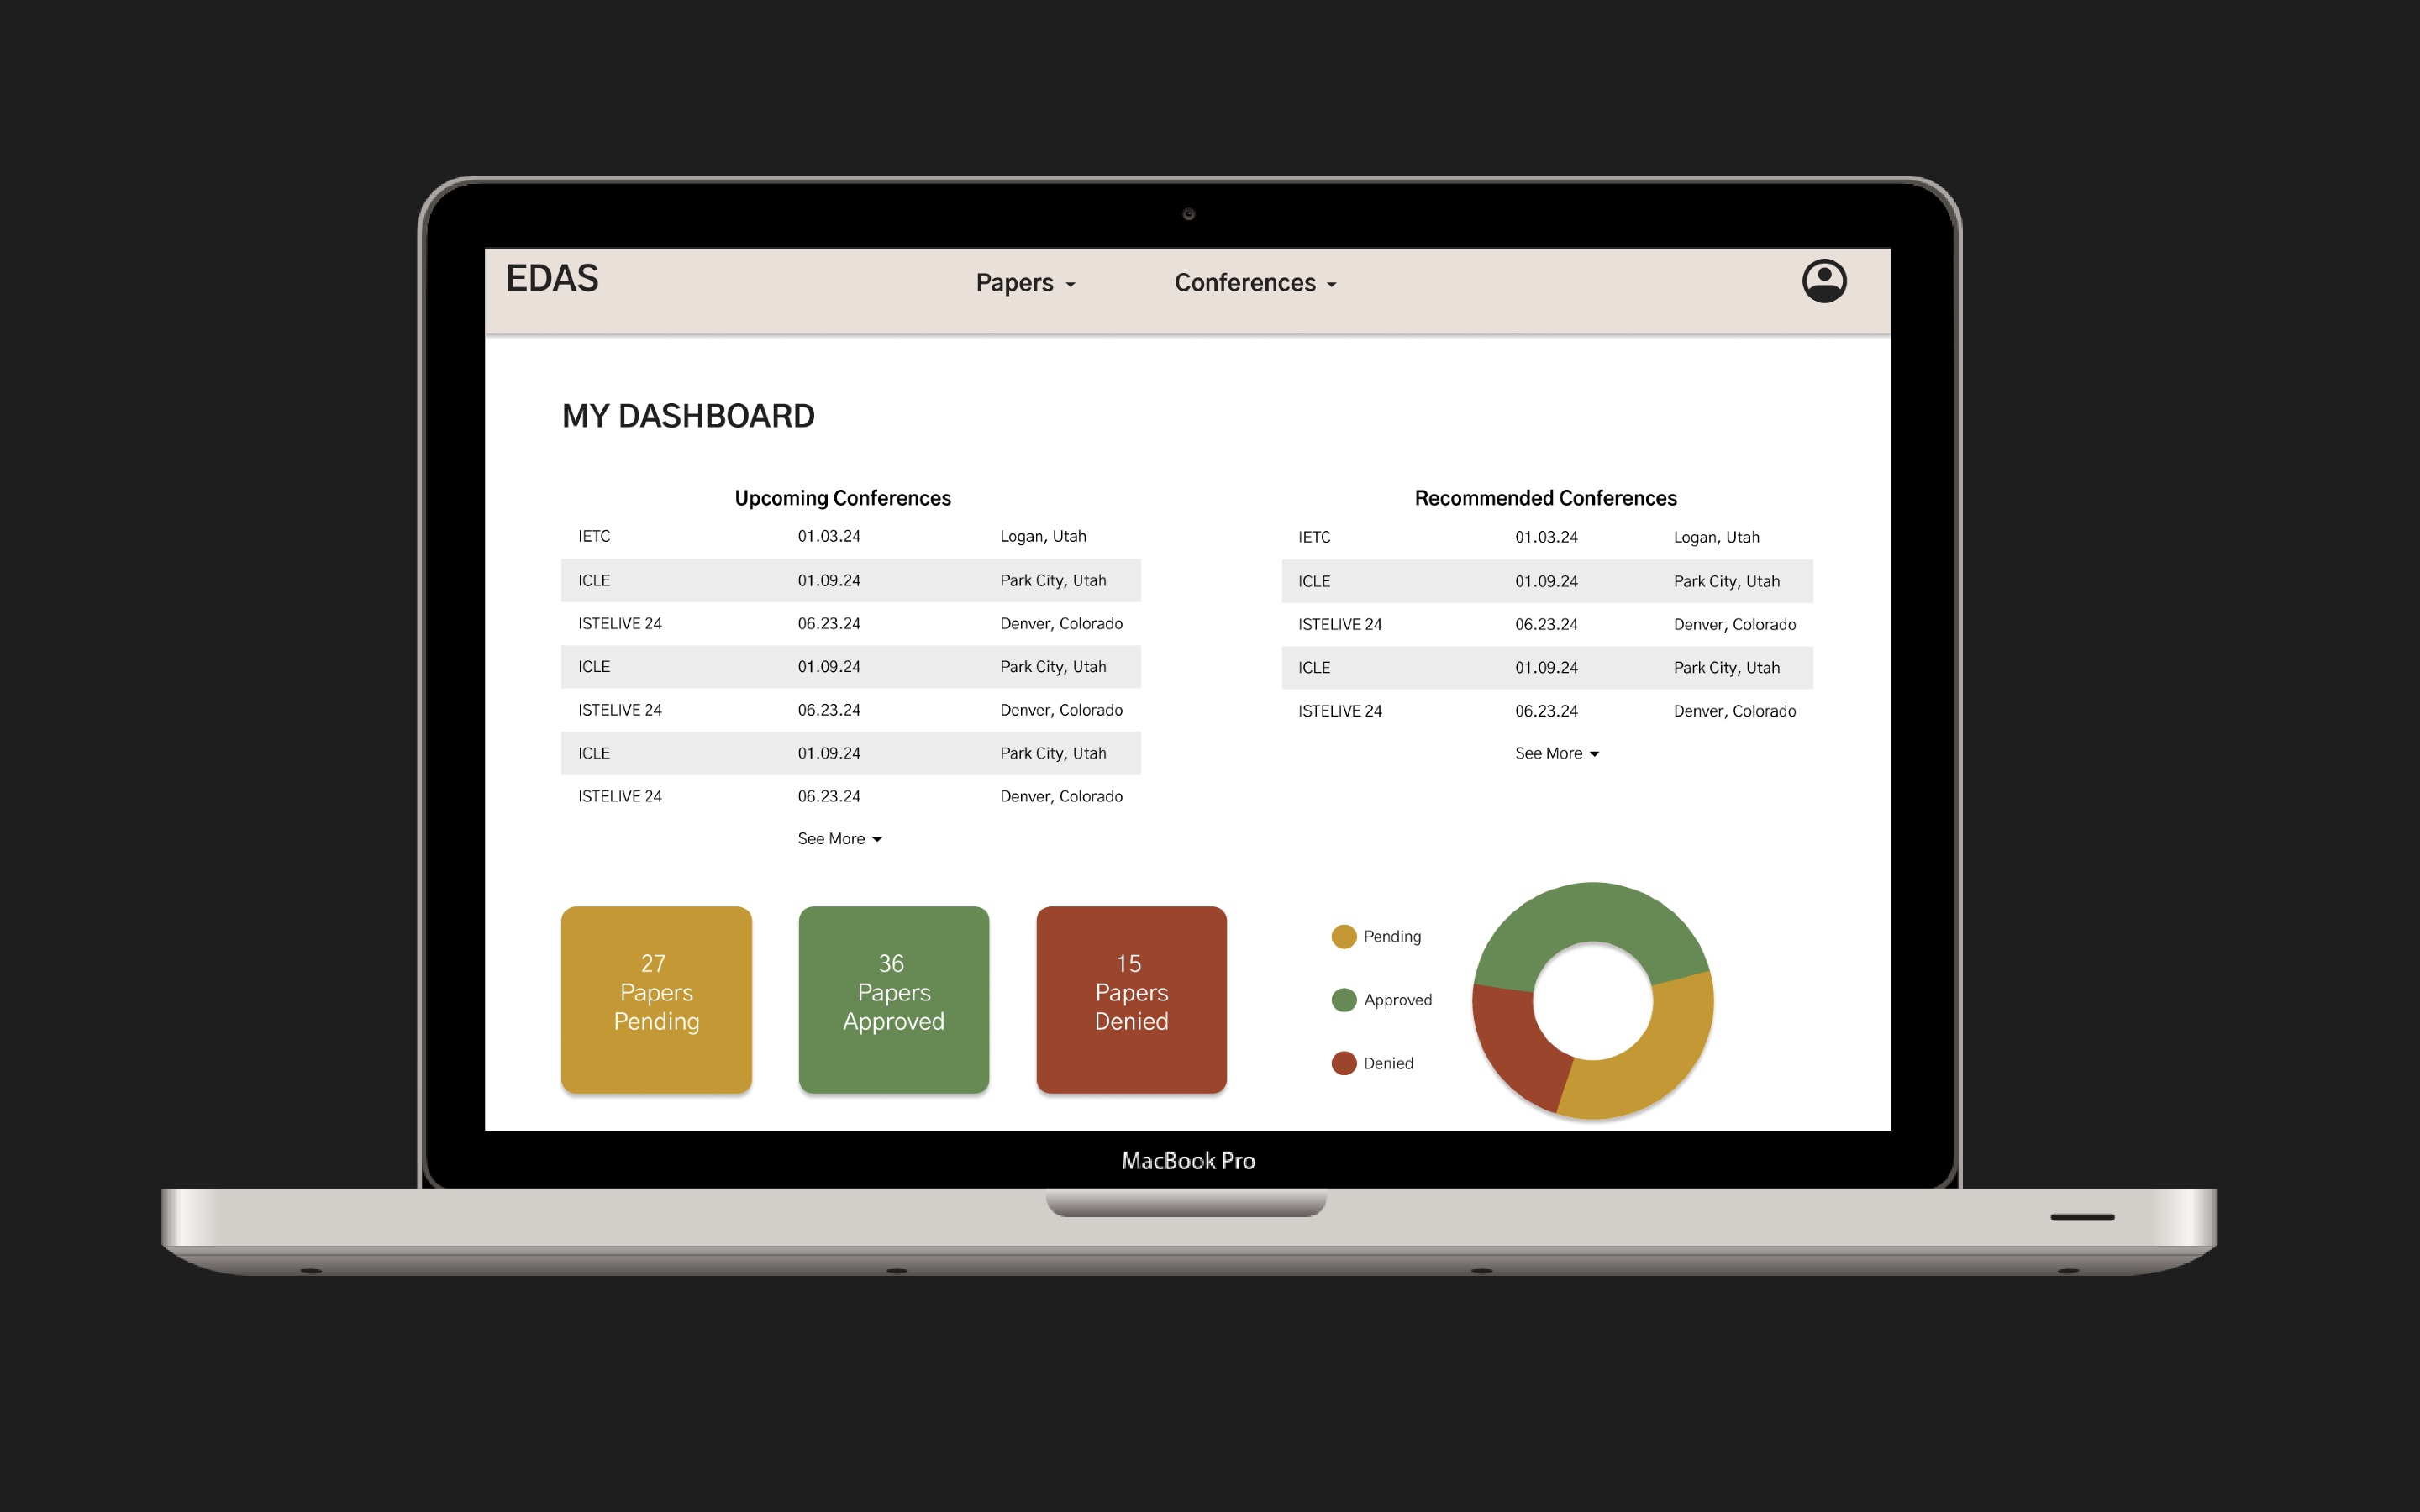 EDAS
Papers
Conferences
MY DASHBOARD
Upcoming Conferences
IETC 01.03.24 Logan, Utah
ICLE 01.09.24 Park City, Utah
ISTELIVE 24 06.23.24 Denver, Colorado
ICLE 01.09.24 Park City, Utah
ISTELIVE 24 06.23.24 Denver, Colorado
ICLE 01.09.24 Park City, Utah
ISTELIVE 24 06.23.24 Denver, Colorado
See More
Recommended Conferences
IETC 01.03.24 Logan, Utah
ICLE 01.09.24 Park City, Utah
ISTELIVE 24 06.23.24 Denver, Colorado
ICLE 01.09.24 Park City, Utah
ISTELIVE 24 06.23.24 Denver, Colorado
See More
27
Papers
Pending
36
Papers
Approved
15
Papers
Denied
Pending
Approved
Denied
MacBook Pro